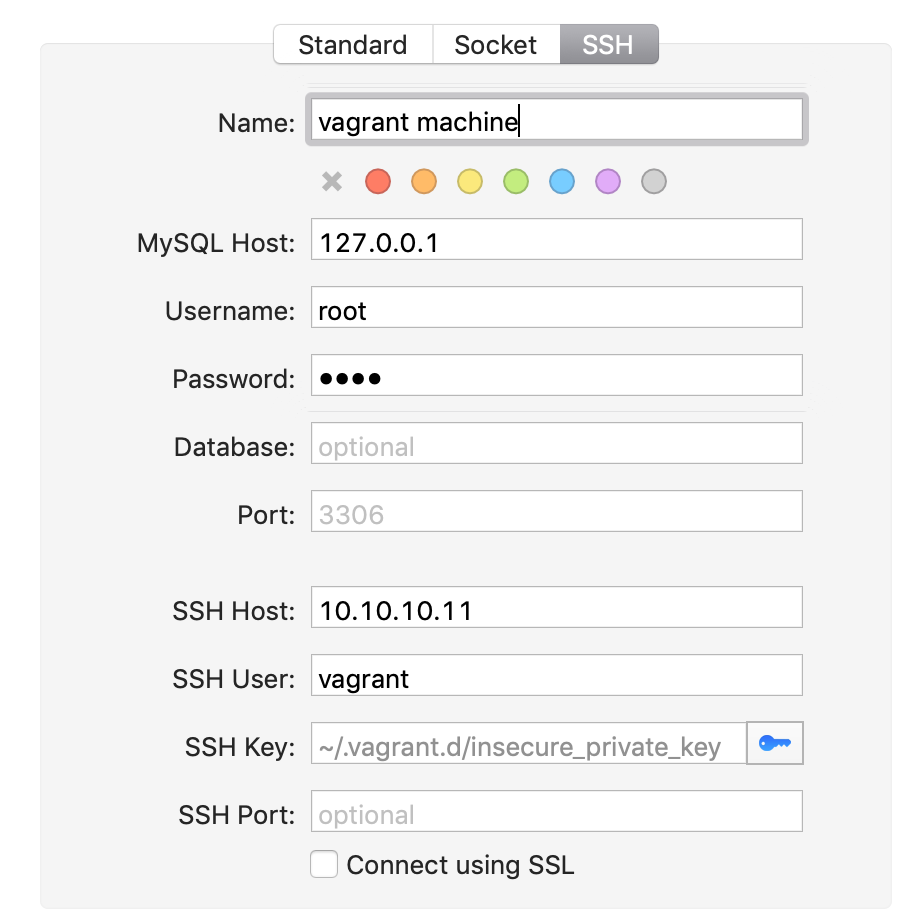 Standard Socket SSH
Name: vagrant machine
MySQL Host: 127.0.0.1
Username: root
Password: ••••
Database: optional
Port: 3306
SSH Host: 10.10.10.11
SSH User: vagrant
SSH Key: ~/.vagrant.d/insecure_private_key
SSH Port: optional
Connect using SSL